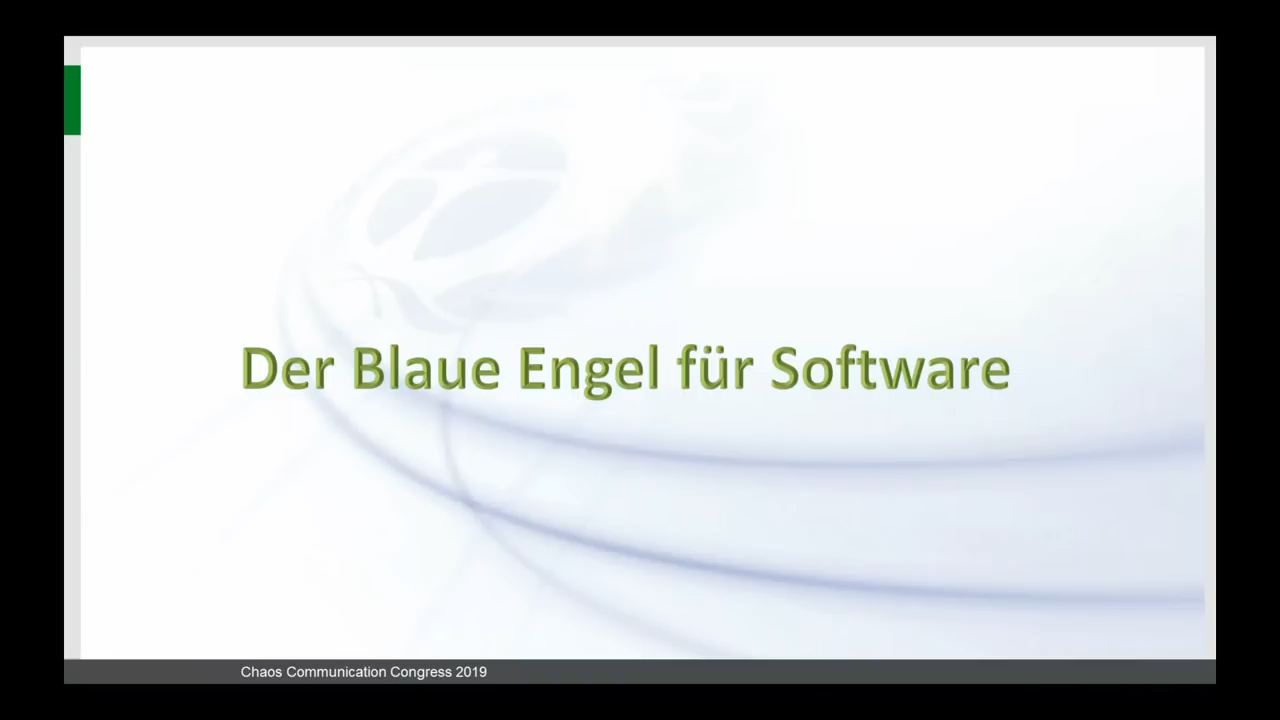 Der Blaue Engel für Software
Chaos Communication Congress 2019